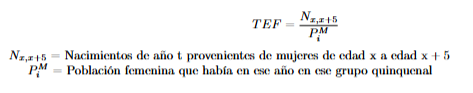 TEF = N_{x,x+5} / P_i^M
N_{x,x+5} = Nacimientos de año t provenientes de mujeres de edad x a edad x + 5
P_i^M = Población femenina que había en ese año en ese grupo quinquenal